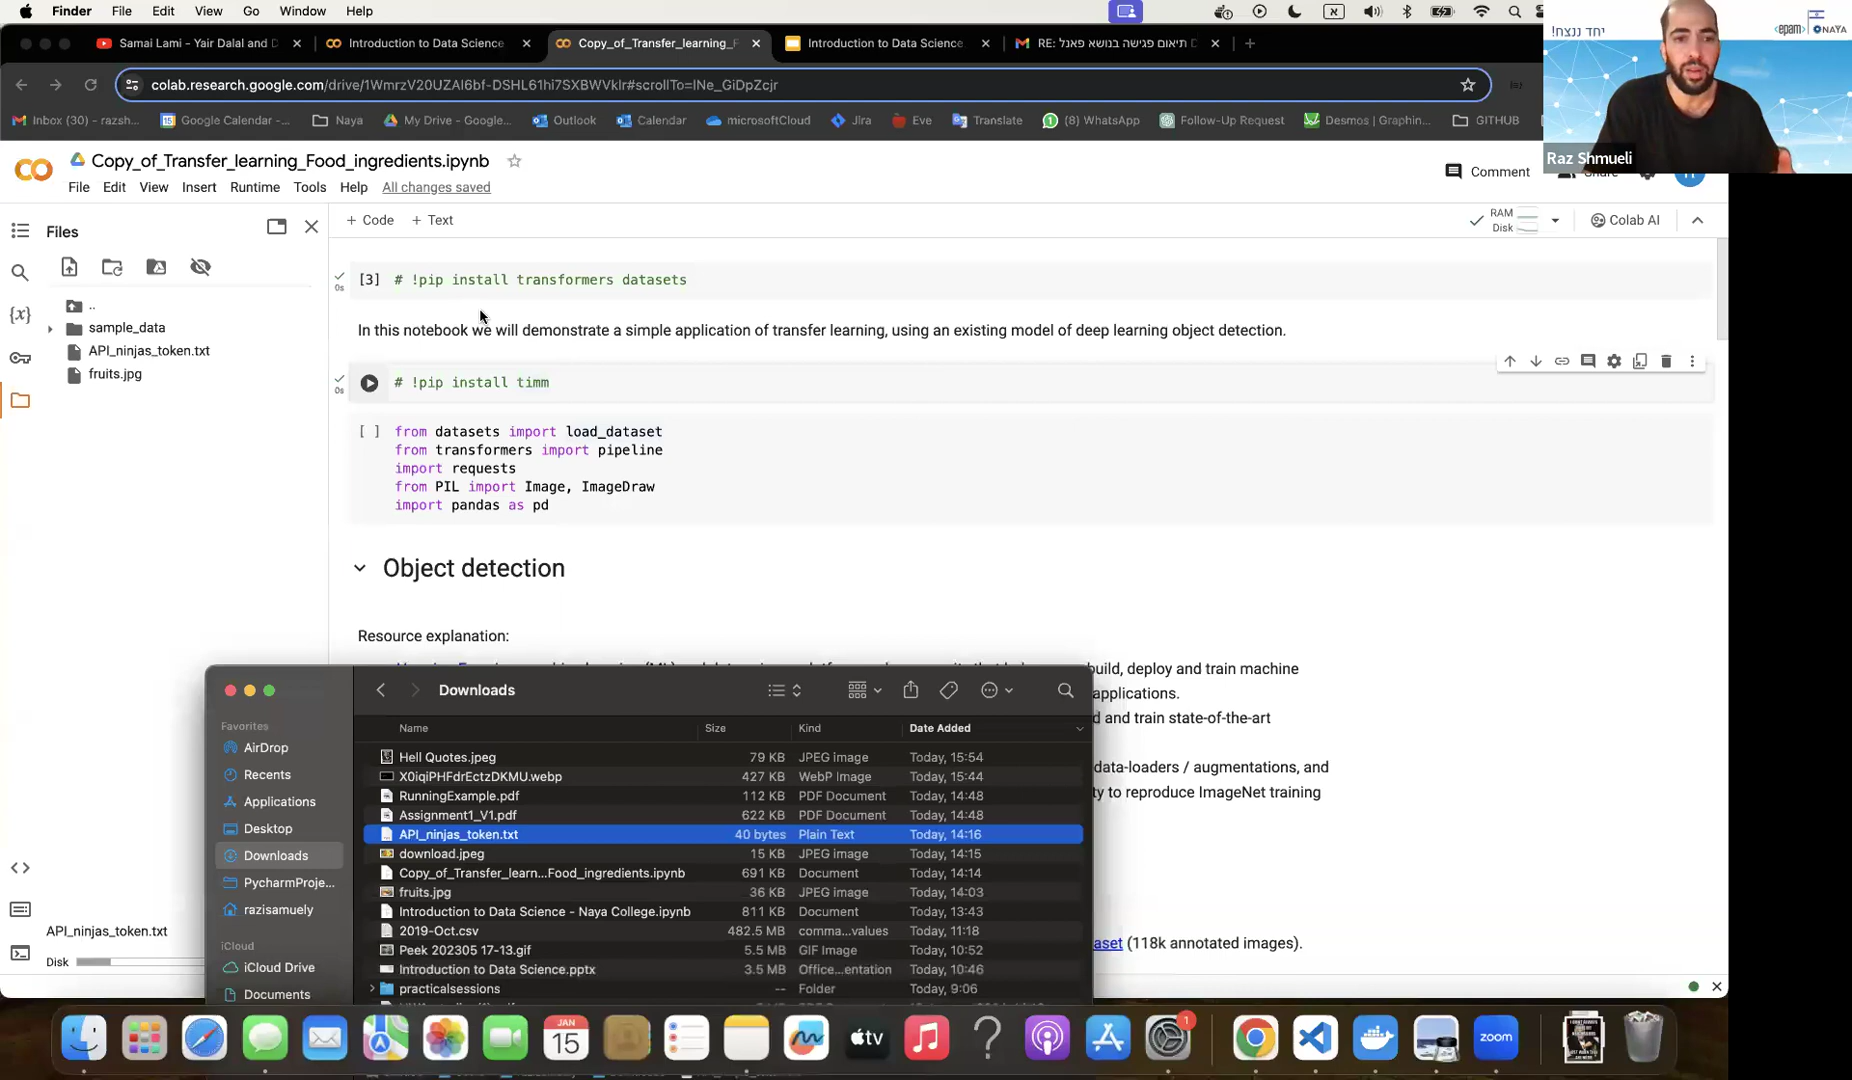 Finder File Edit View Go Window Help
Samai Lami - Yair Dalal and D
Introduction to Data Science
Copy_of_Transfer_learning_F
Introduction to Data Science
RE: תיאום פגישה בנושא פאנל
colab.research.google.com/drive/1WmrzV20UZAI6bf-DSHL61hi7SXBWVklr#scrollTo=INe_GiDpZcjr
Inbox (30) - razsh...
Google Calendar -...
Naya
My Drive - Google...
Outlook
Calendar
microsoftCloud
Jira
Eve
Translate
(8) WhatsApp
Follow-Up Request
Desmos | Graphin...
GITHUB
יחד ננצח!
<epam>
NAYA
Raz Shmueli
Copy_of_Transfer_learning_Food_ingredients.ipynb
File Edit View Insert Runtime Tools Help All changes saved
Comment
Files
+ Code + Text
RAM
Disk
Colab AI
..
sample_data
API_ninjas_token.txt
fruits.jpg
0s
[3] # !pip install transformers datasets
In this notebook we will demonstrate a simple application of transfer learning, using an existing model of deep learning object detection.
0s
# !pip install timm
[ ] from datasets import load_dataset
from transformers import pipeline
import requests
from PIL import Image, ImageDraw
import pandas as pd
Object detection
Resource explanation:
build, deploy and train machine
applications.
d and train state-of-the-art
data-loaders / augmentations, and
ty to reproduce ImageNet training
aset (118k annotated images).
API_ninjas_token.txt
Disk
Downloads
Favorites
AirDrop
Recents
Applications
Desktop
Downloads
PycharmProje...
razisamuely
iCloud
iCloud Drive
Documents
Name Size Kind Date Added
Hell Quotes.jpeg 79 KB JPEG image Today, 15:54
X0iqiPHFdrEctzDKMU.webp 427 KB WebP Image Today, 15:44
RunningExample.pdf 112 KB PDF Document Today, 14:48
Assignment1_V1.pdf 622 KB PDF Document Today, 14:48
API_ninjas_token.txt 40 bytes Plain Text Today, 14:16
download.jpeg 15 KB JPEG image Today, 14:15
Copy_of_Transfer_learn...Food_ingredients.ipynb 691 KB Document Today, 14:14
fruits.jpg 36 KB JPEG image Today, 14:03
Introduction to Data Science - Naya College.ipynb 811 KB Document Today, 13:43
2019-Oct.csv 482.5 MB comma...values Today, 11:18
Peek 202305 17-13.gif 5.5 MB GIF Image Today, 10:52
Introduction to Data Science.pptx 3.5 MB Office...entation Today, 10:46
practicalsessions -- Folder Today, 9:06
JAN
15
tv
1
zoom